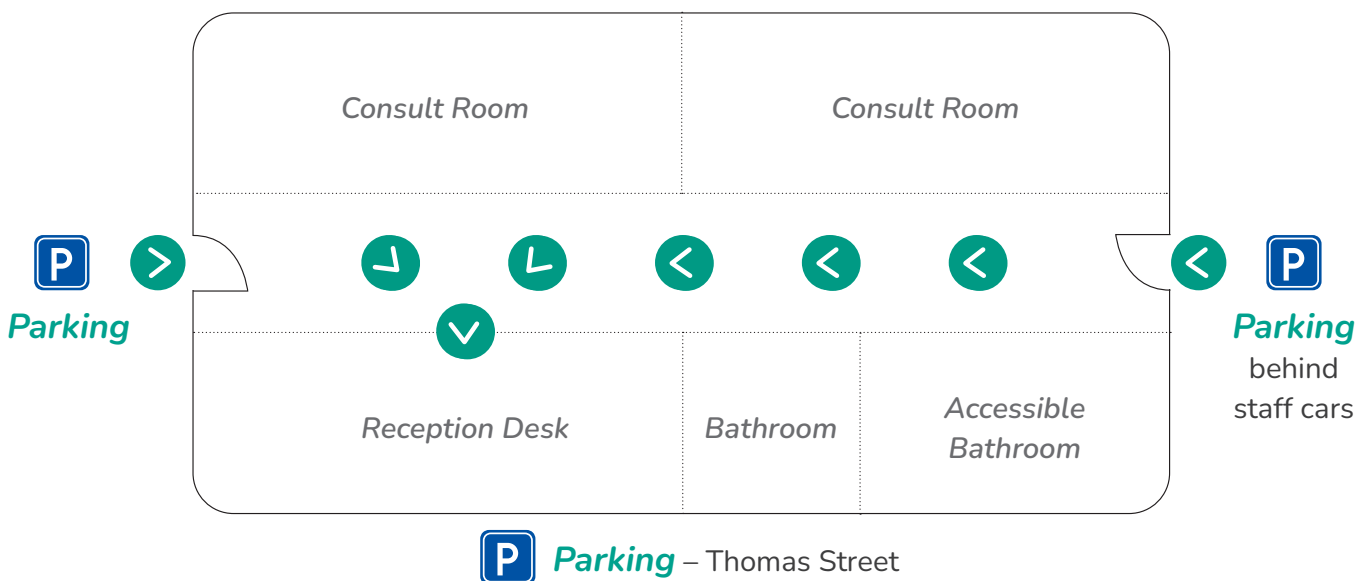 Consult Room
Consult Room
P
Parking
P
Parking
behind
staff cars
Reception Desk
Bathroom
Accessible
Bathroom
P Parking – Thomas Street